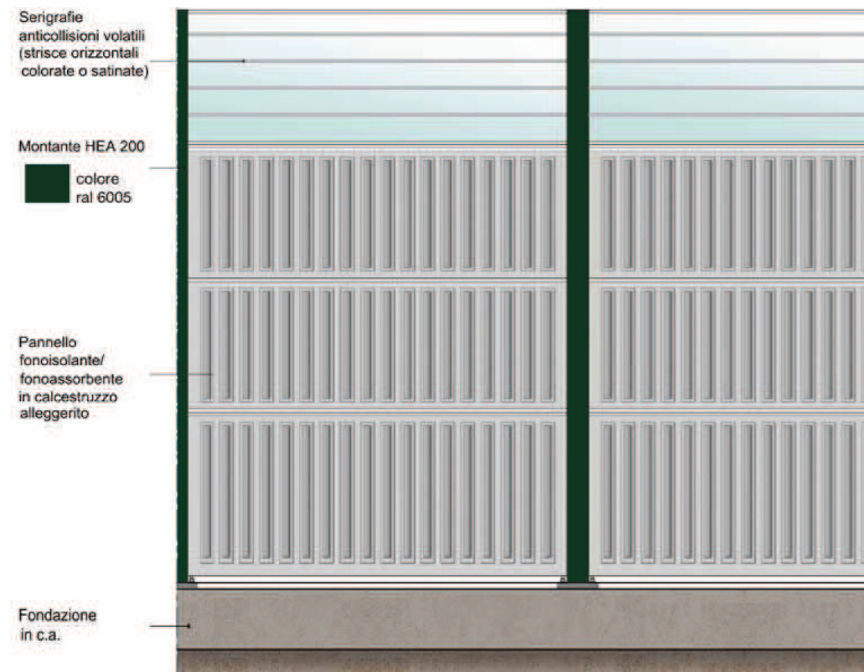 Serigrafie
anticollisioni volatili
(strisce orizzontali
colorate o satinate)
Montante HEA 200
colore
ral 6005
Pannello
fonoisolante/
fonoassorbente
in calcestruzzo
alleggerito
Fondazione
in c.a.